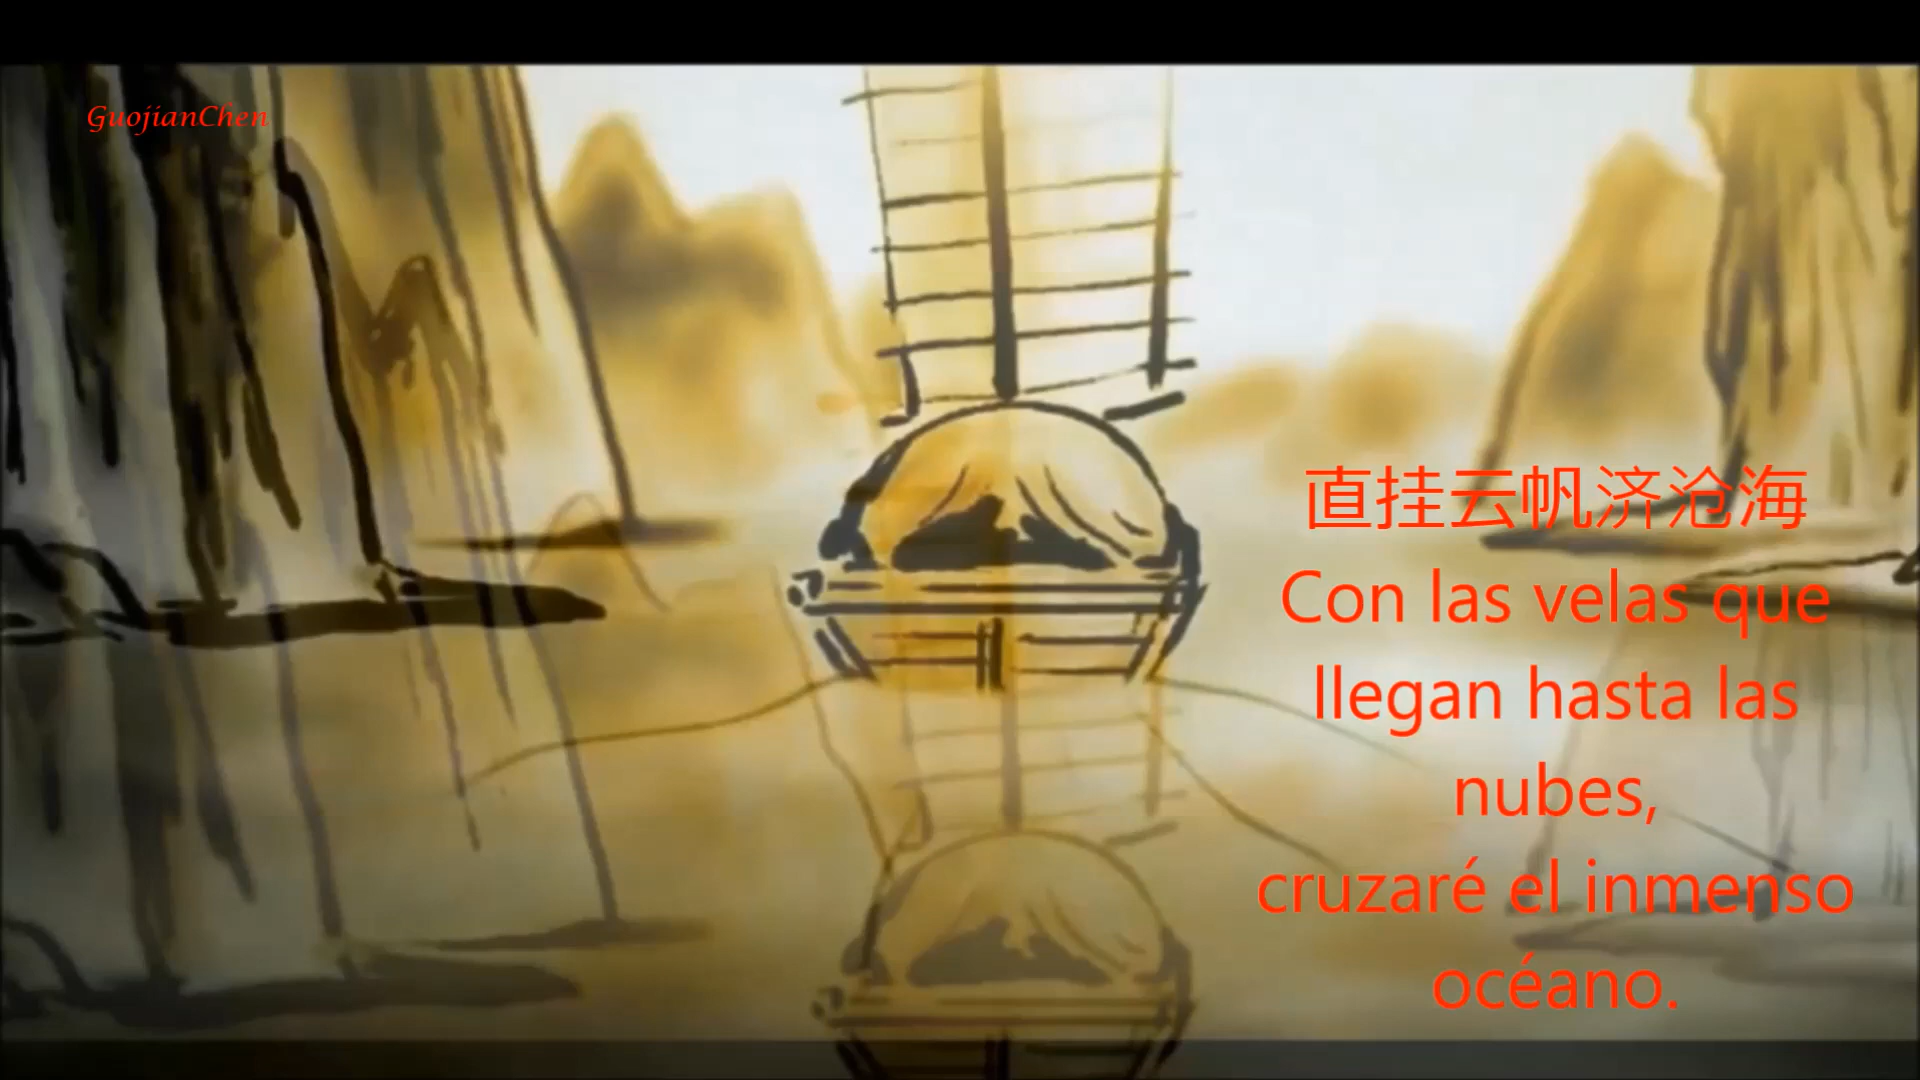 GuojianChen
直挂云帆济沧海
Con las velas que
llegan hasta las
nubes,
cruzaré el inmenso
océano.